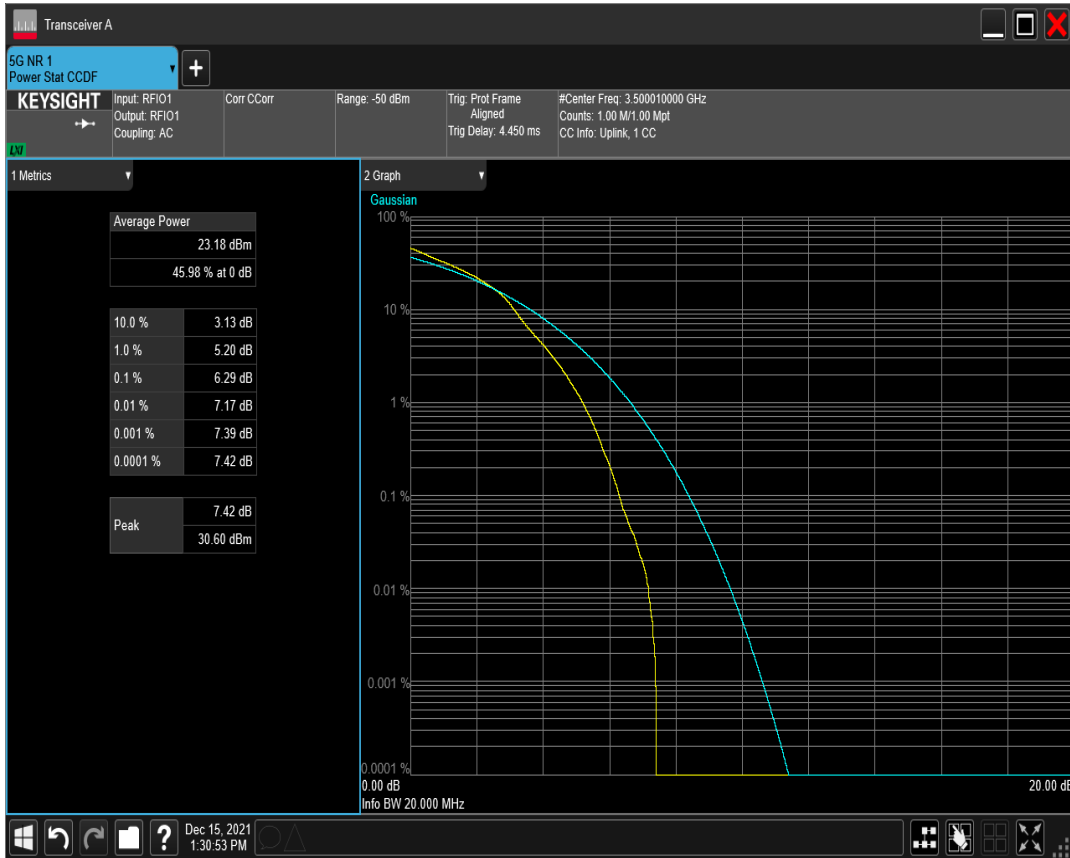 Transceiver A
5G NR 1
Power Stat CCDF
+
KEYSIGHT
LXI
Input: RFIO1
Output: RFIO1
Coupling: AC
Corr CCorr
Range: -50 dBm
Trig: Prot Frame
Aligned
Trig Delay: 4.450 ms
#Center Freq: 3.500010000 GHz
Counts: 1.00 M/1.00 Mpt
CC Info: Uplink, 1 CC
1 Metrics
Average Power
23.18 dBm
45.98 % at 0 dB
10.0 % 3.13 dB
1.0 % 5.20 dB
0.1 % 6.29 dB
0.01 % 7.17 dB
0.001 % 7.39 dB
0.0001 % 7.42 dB
Peak
7.42 dB
30.60 dBm
2 Graph
Gaussian
100 %
10 %
1 %
0.1 %
0.01 %
0.001 %
0.0001 %
0.00 dB 20.00 dB
Info BW 20.000 MHz
?
Dec 15, 2021
1:30:53 PM